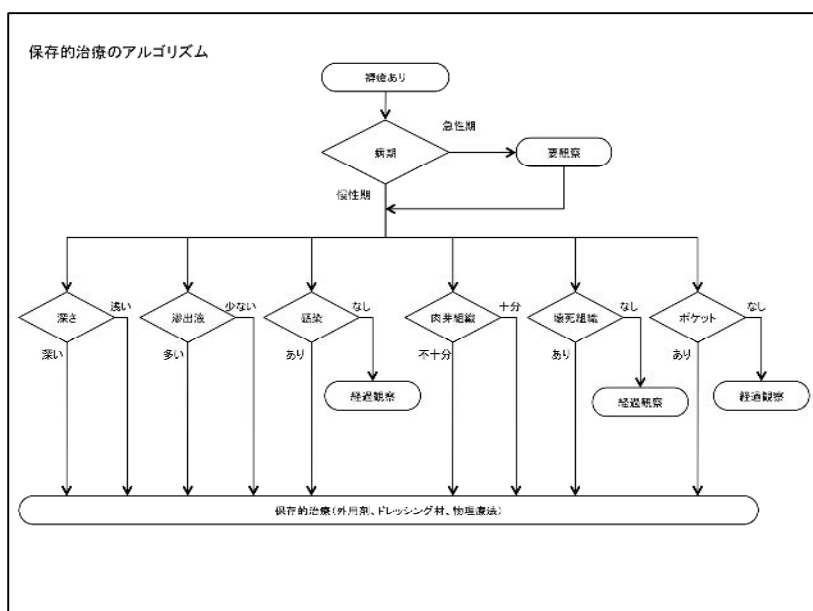 保存的治療のアルゴリズム
褥瘡あり
急性期
病期
要観察
慢性期
浅い
少ない
なし
十分
なし
なし
深さ
滲出液
感染
肉芽組織
壊死組織
ポケット
深い
多い
あり
不十分
あり
あり
経過観察
経過観察
経過観察
保存的治療(外用剤、ドレッシング材、物理療法)